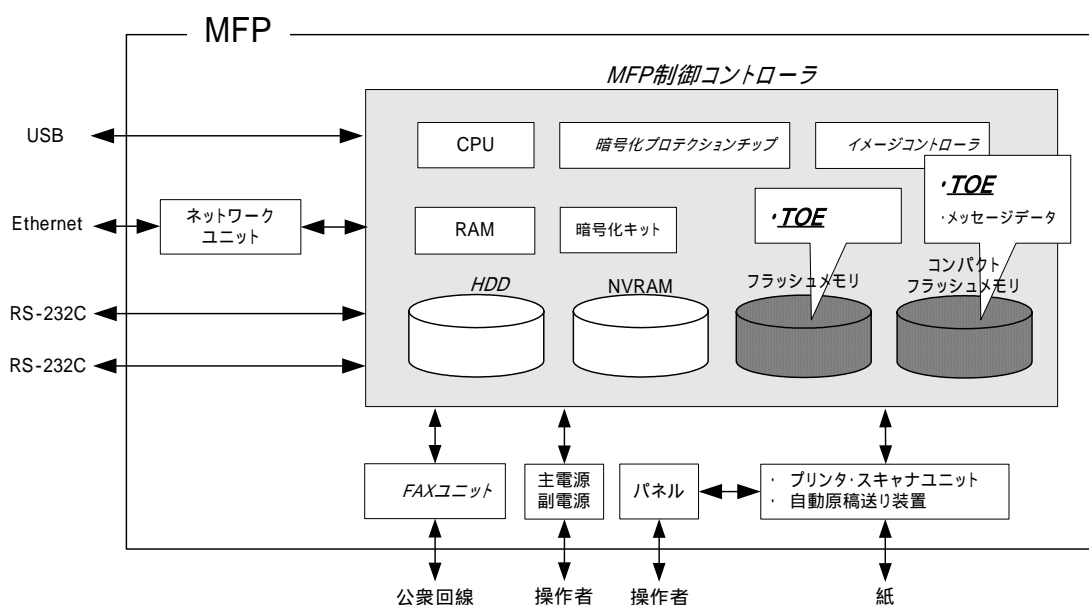 MFP
MFP制御コントローラ
USB
CPU
暗号化プロテクションチップ
イメージコントローラ
・TOE
・メッセージデータ
・TOE
Ethernet
ネットワーク
ユニット
RAM
暗号化キット
HDD
NVRAM
フラッシュメモリ
コンパクト
フラッシュメモリ
RS-232C
RS-232C
FAXユニット
主電源
副電源
パネル
・ プリンタ・スキャナユニット
・ 自動原稿送り装置
公衆回線
操作者
操作者
紙